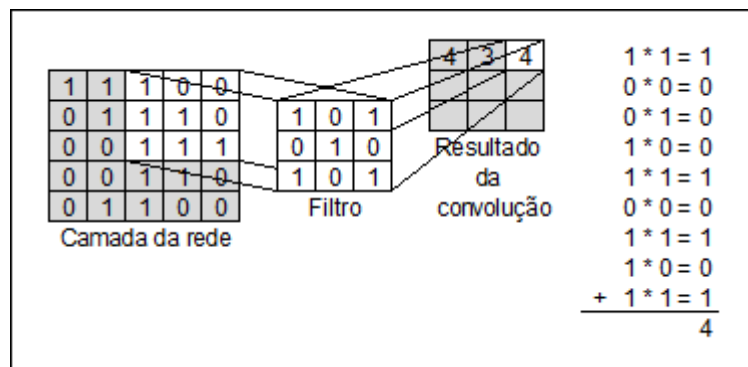 1 1 1 0 0
0 1 1 1 0
0 0 1 1 1
0 0 1 1 0
0 1 1 0 0
Camada da rede
1 0 1
0 1 0
1 0 1
Filtro
4 3 4
Resultado
da
convolução
1 * 1 = 1
0 * 0 = 0
0 * 1 = 0
1 * 0 = 0
1 * 1 = 1
0 * 0 = 0
1 * 1 = 1
1 * 0 = 0
+ 1 * 1 = 1
4